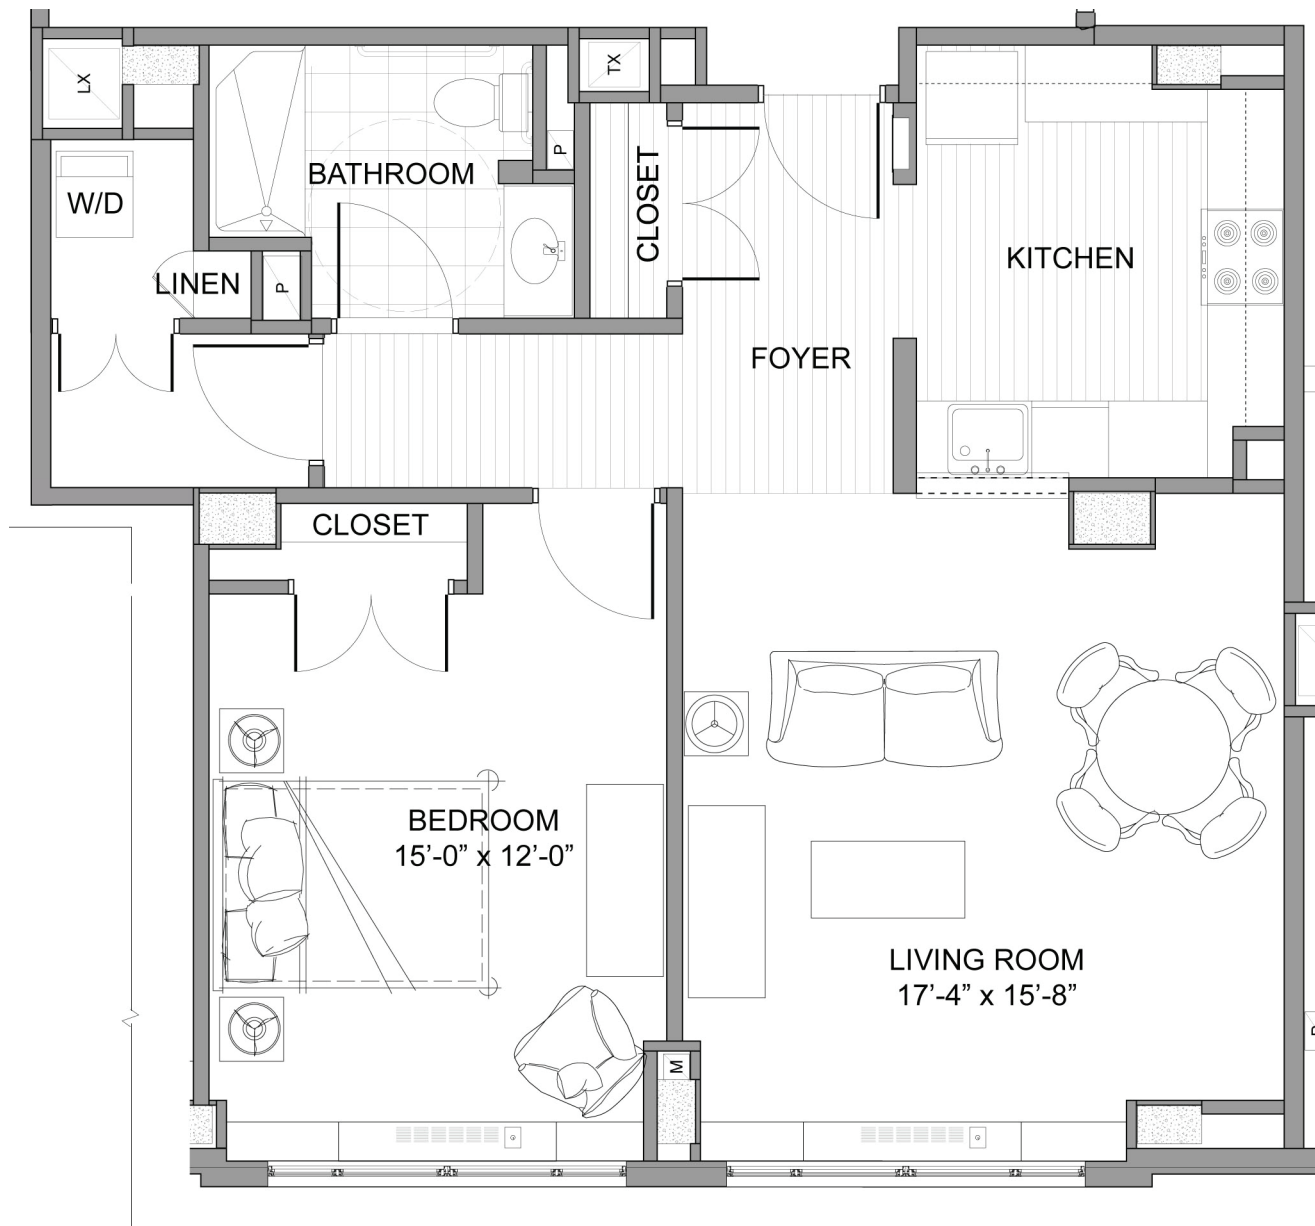 LX
TX
P
BATHROOM
CLOSET
W/D
KITCHEN
LINEN
P
FOYER
CLOSET
BEDROOM
15’-0” x 12’-0”
LIVING ROOM
17’-4” x 15’-8”
M